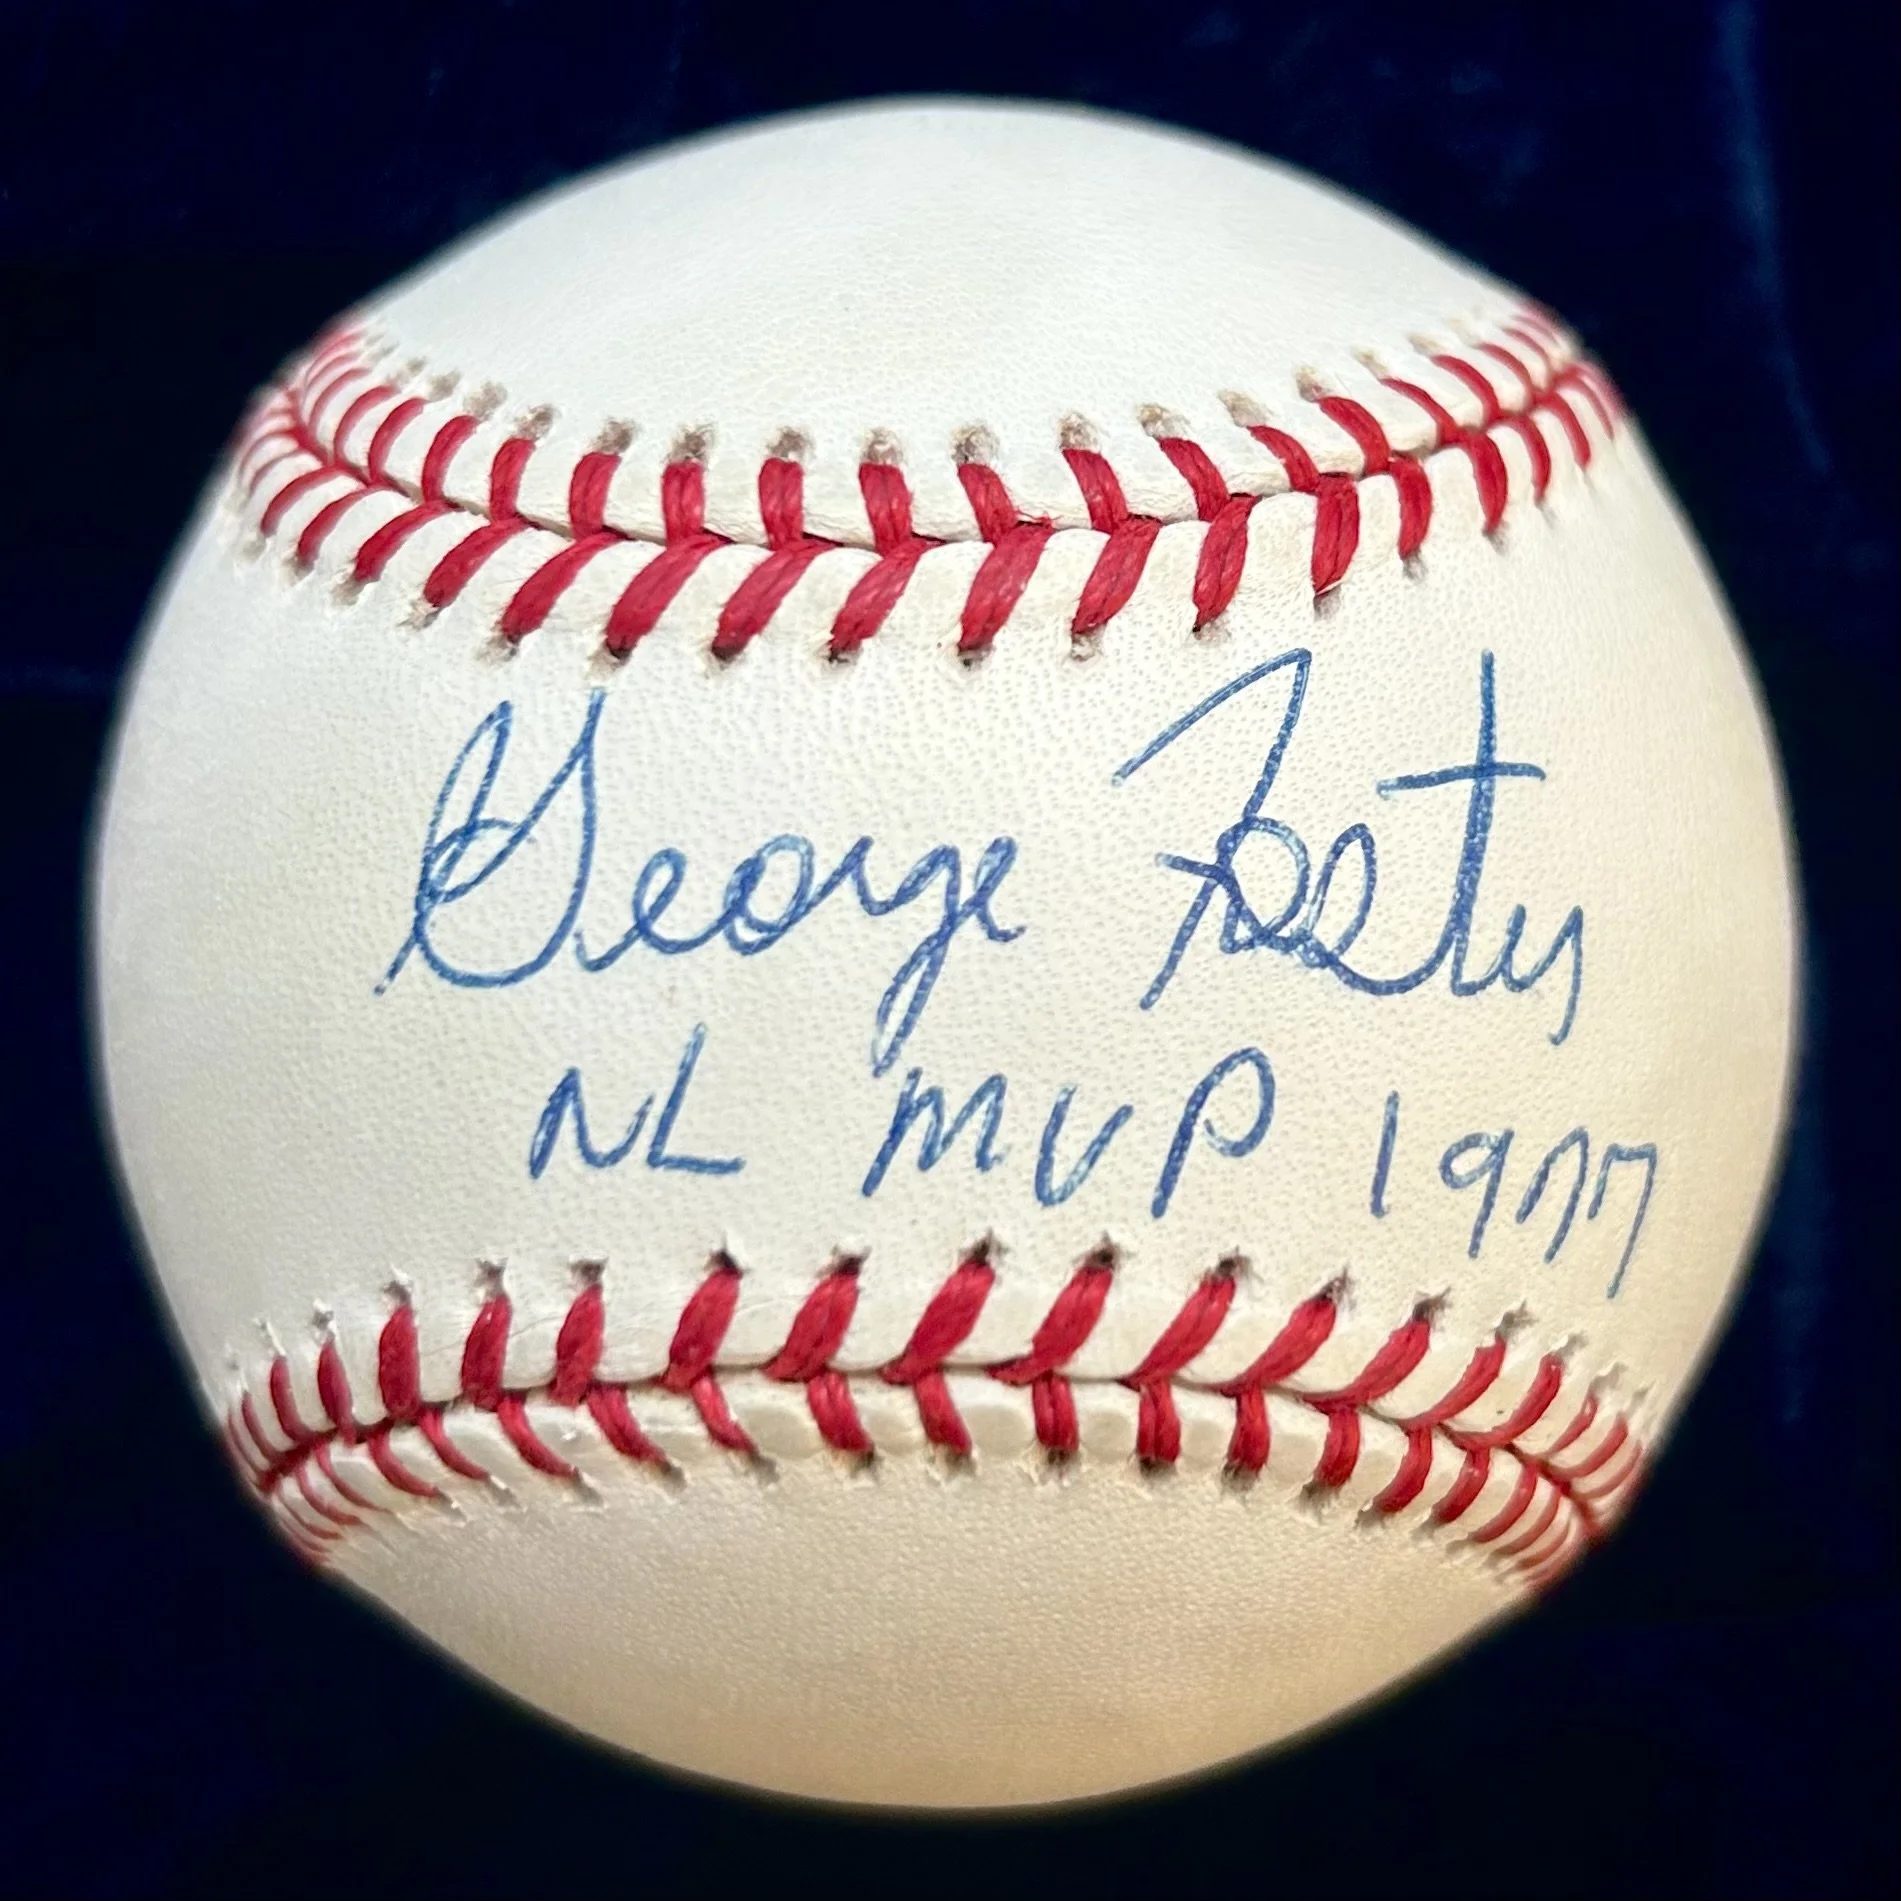 George Foster
NL MVP 1977